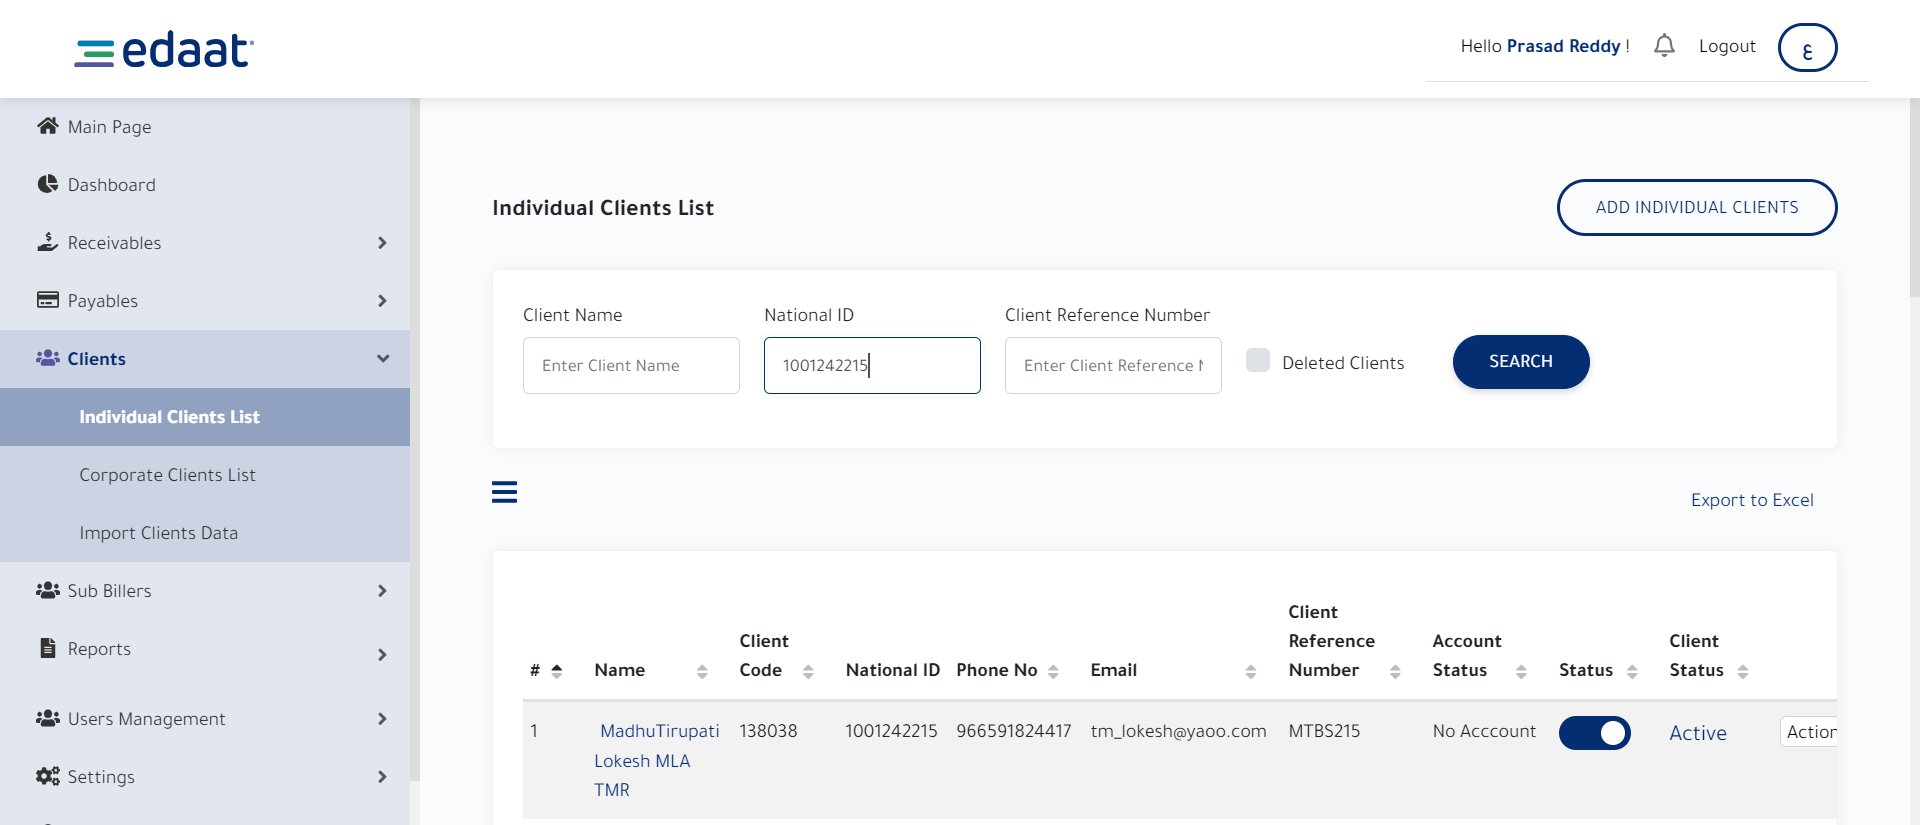 edaat
Hello Prasad Reddy !
Logout
ع
Main Page
Dashboard
Receivables
Payables
Clients
Individual Clients List
Corporate Clients List
Import Clients Data
Sub Billers
Reports
Users Management
Settings
Individual Clients List
ADD INDIVIDUAL CLIENTS
Client Name
National ID
Client Reference Number
Enter Client Name
1001242215
Enter Client Reference
Deleted Clients
SEARCH
Export to Excel
#
Name
Client
Code
National ID
Phone No
Email
Client
Reference
Number
Account
Status
Status
Client
Status
1
MadhuTirupati
Lokesh MLA
TMR
138038
1001242215
966591824417
tm_lokesh@yaoo.com
MTBS215
No Acccount
Active
Action